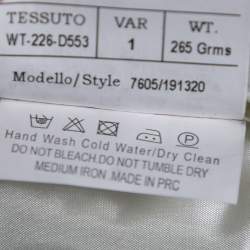 TESSUTO VAR WT.
WT-226-D553 1 265 Grms
Modello/Style 7605/191320
P
Hand Wash Cold Water/Dry Clean
DO NOT BLEACH.DO NOT TUMBLE DRY
MEDIUM IRON MADE IN PRC